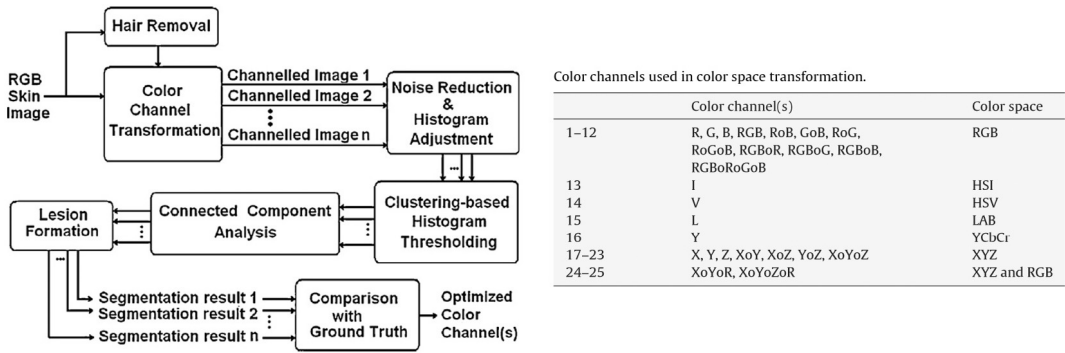 Hair Removal
RGB
Skin
Image
Color
Channel
Transformation
Channelled Image 1
Channelled Image 2
Channelled Image n
Noise Reduction
&
Histogram
Adjustment
Clustering-based
Histogram
Thresholding
Connected Component
Analysis
Lesion
Formation
Segmentation result 1
Segmentation result 2
Segmentation result n
Comparison
with
Ground Truth
Optimized
Color
Channel(s)
Color channels used in color space transformation.
Color channel(s) Color space
1–12 R, G, B, RGB, RoB, GoB, RoG, RGB
RoGoB, RGBoR, RGBoG, RGBoB,
RGBoRoGoB
13 I HSI
14 V HSV
15 L LAB
16 Y YCbCr
17–23 X, Y, Z, XoY, XoZ, YoZ, XoYoZ XYZ
24–25 XoYoR, XoYoZoR XYZ and RGB